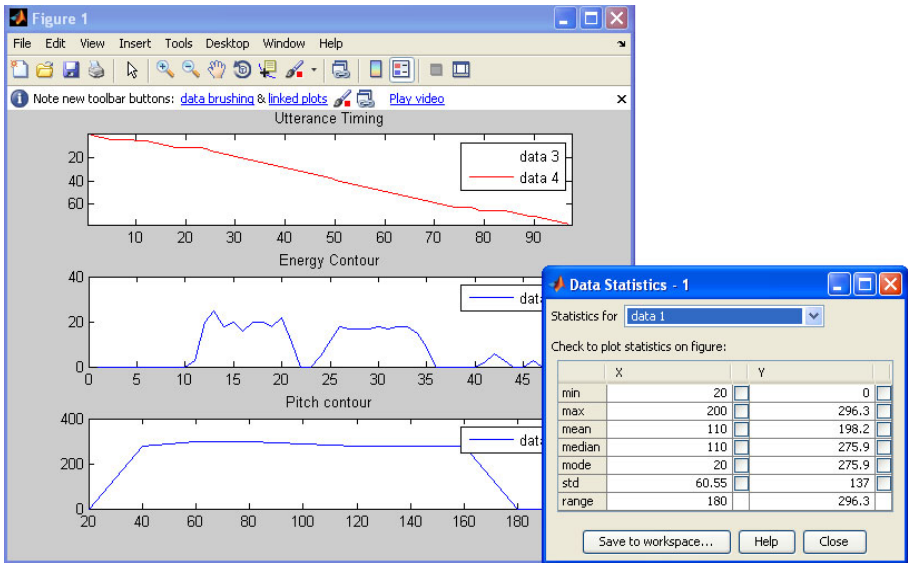 Figure 1
File Edit View Insert Tools Desktop Window Help
Note new toolbar buttons: data brushing & linked plots Play video
Utterance Timing
20
40
60
data 3
data 4
10 20 30 40 50 60 70 80 90
Energy Contour
40
20
0
data
0 5 10 15 20 25 30 35 40 45
Pitch contour
400
200
0
data
20 40 60 80 100 120 140 160 180
Data Statistics - 1
Statistics for data 1
Check to plot statistics on figure:
X Y
min 20 0
max 200 296.3
mean 110 198.2
median 110 275.9
mode 20 275.9
std 60.55 137
range 180 296.3
Save to workspace... Help Close